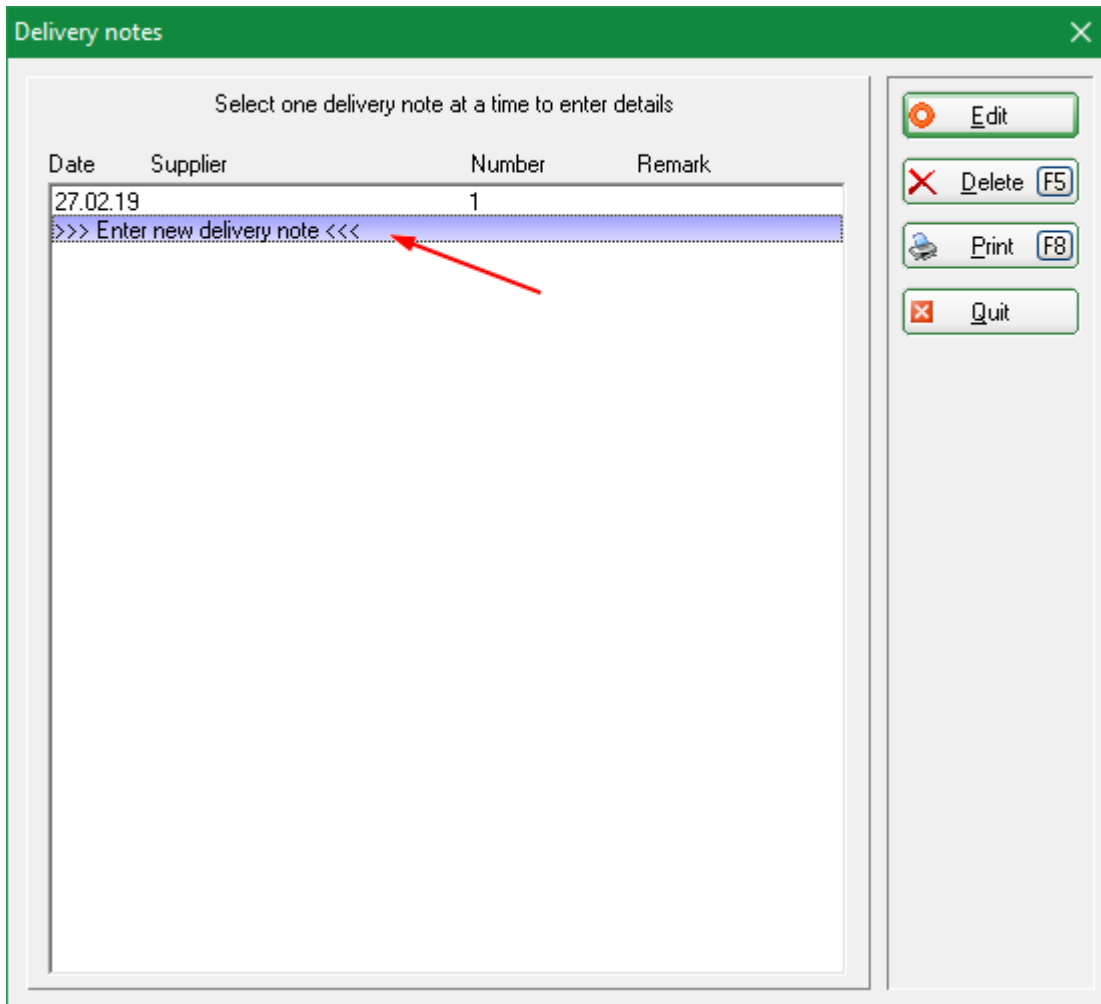 Delivery notes
Select one delivery note at a time to enter details
Date Supplier Number Remark
27.02.19 1
>>> Enter new delivery note <<<
Edit
Delete F5
Print F8
Quit